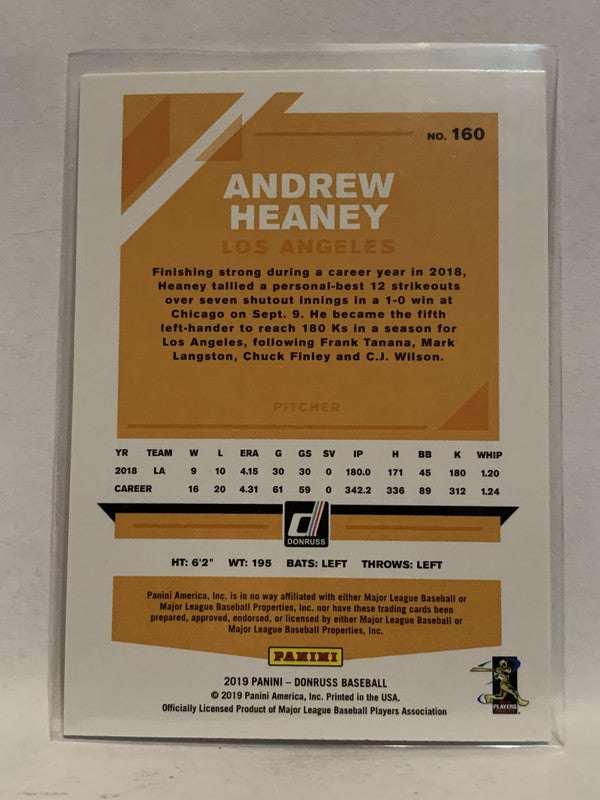 NO. 160
ANDREW
HEANEY
LOS ANGELES
Finishing strong during a career year in 2018,
Heaney tallied a personal-best 12 strikeouts
over seven shutout innings in a 1-0 win at
Chicago on Sept. 9. He became the fifth
left-hander to reach 180 Ks in a season for
Los Angeles, following Frank Tanana, Mark
Langston, Chuck Finley and C.J. Wilson.
PITCHER
YR TEAM W L ERA G GS SV IP H BB K WHIP
2018 LA 9 10 4.15 30 30 0 180.0 171 45 180 1.20
CAREER 16 20 4.31 61 59 0 342.2 336 89 312 1.24
d
DONRUSS
HT: 6'2" WT: 195 BATS: LEFT THROWS: LEFT
Panini America, Inc. is in no way affiliated with either Major League Baseball or
Major League Baseball Properties, Inc. nor have these trading cards been
prepared, approved, endorsed, or licensed by either Major League Baseball or
Major League Baseball Properties, Inc.
PANINI
2019 PANINI – DONRUSS BASEBALL
© 2019 Panini America, Inc. Printed in the USA.
Officially Licensed Product of Major League Baseball Players Association
PLAYERS